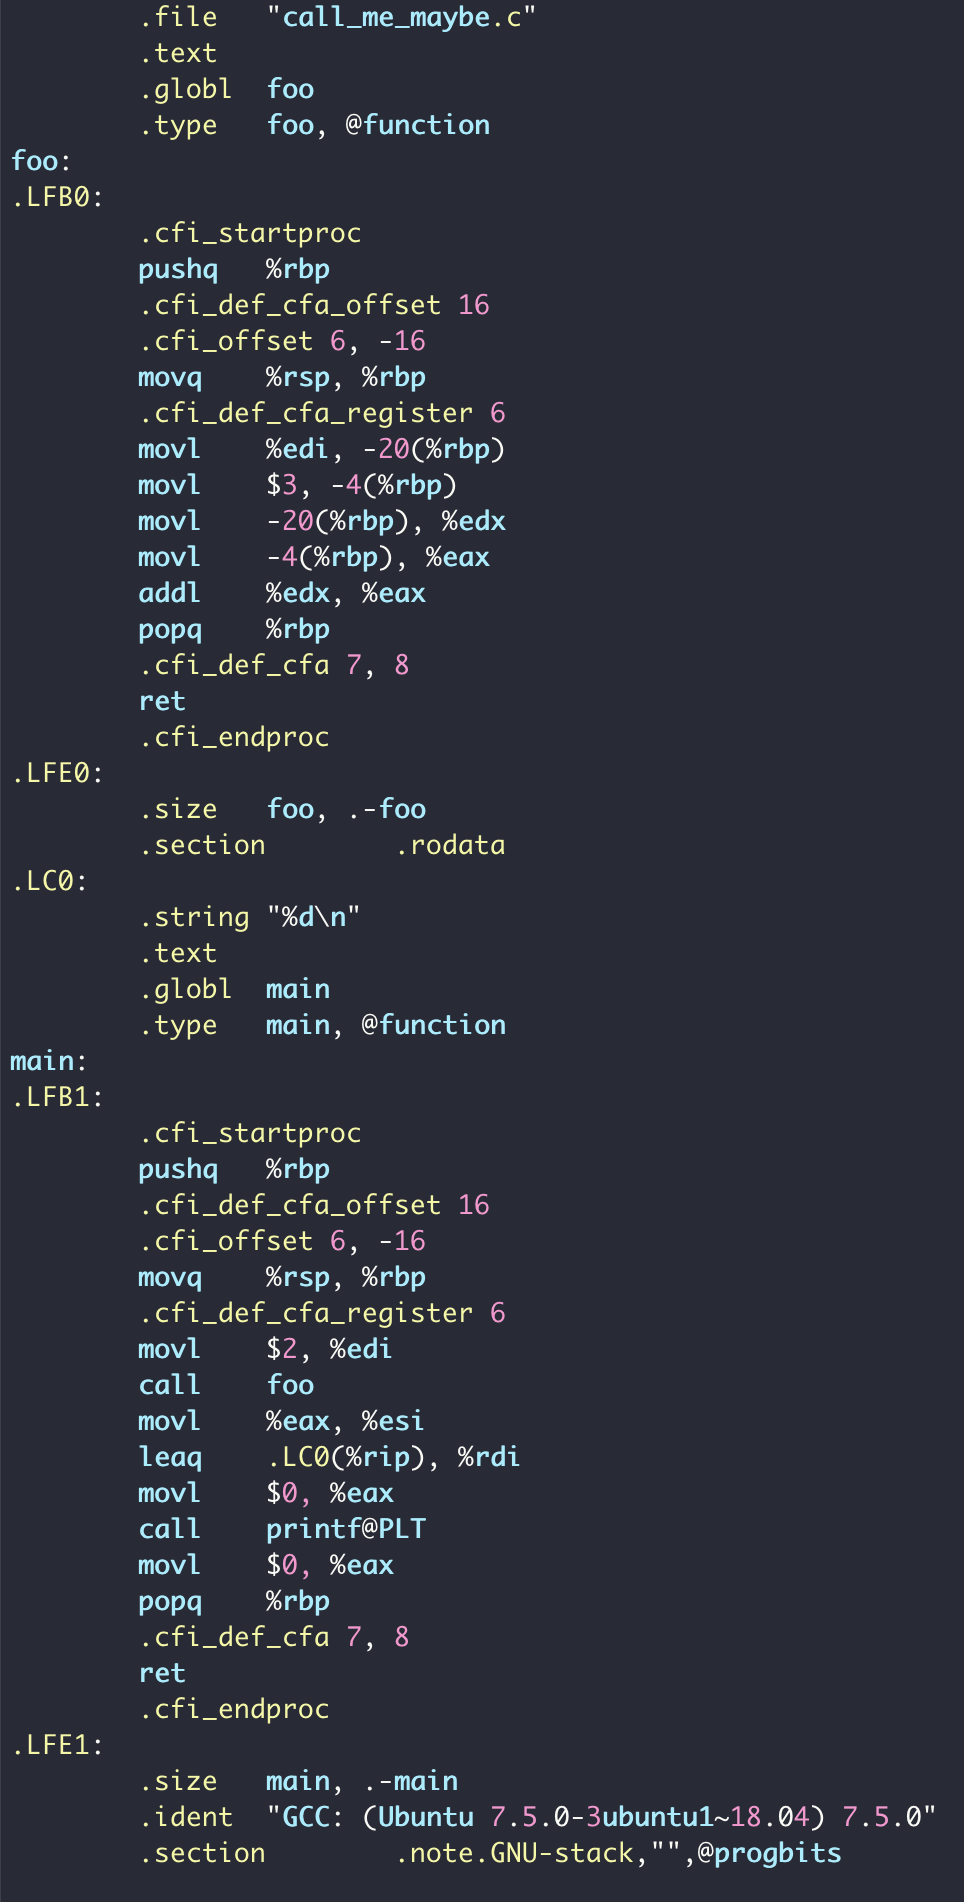 .file "call_me_maybe.c"
.text
.globl foo
.type foo, @function
foo:
.LFB0:
.cfi_startproc
pushq %rbp
.cfi_def_cfa_offset 16
.cfi_offset 6, -16
movq %rsp, %rbp
.cfi_def_cfa_register 6
movl %edi, -20(%rbp)
movl $3, -4(%rbp)
movl -20(%rbp), %edx
movl -4(%rbp), %eax
addl %edx, %eax
popq %rbp
.cfi_def_cfa 7, 8
ret
.cfi_endproc
.LFE0:
.size foo, .-foo
.section .rodata
.LC0:
.string "%d\n"
.text
.globl main
.type main, @function
main:
.LFB1:
.cfi_startproc
pushq %rbp
.cfi_def_cfa_offset 16
.cfi_offset 6, -16
movq %rsp, %rbp
.cfi_def_cfa_register 6
movl $2, %edi
call foo
movl %eax, %esi
leaq .LC0(%rip), %rdi
movl $0, %eax
call printf@PLT
movl $0, %eax
popq %rbp
.cfi_def_cfa 7, 8
ret
.cfi_endproc
.LFE1:
.size main, .-main
.ident "GCC: (Ubuntu 7.5.0-3ubuntu1~18.04) 7.5.0"
.section .note.GNU-stack,"",@progbits